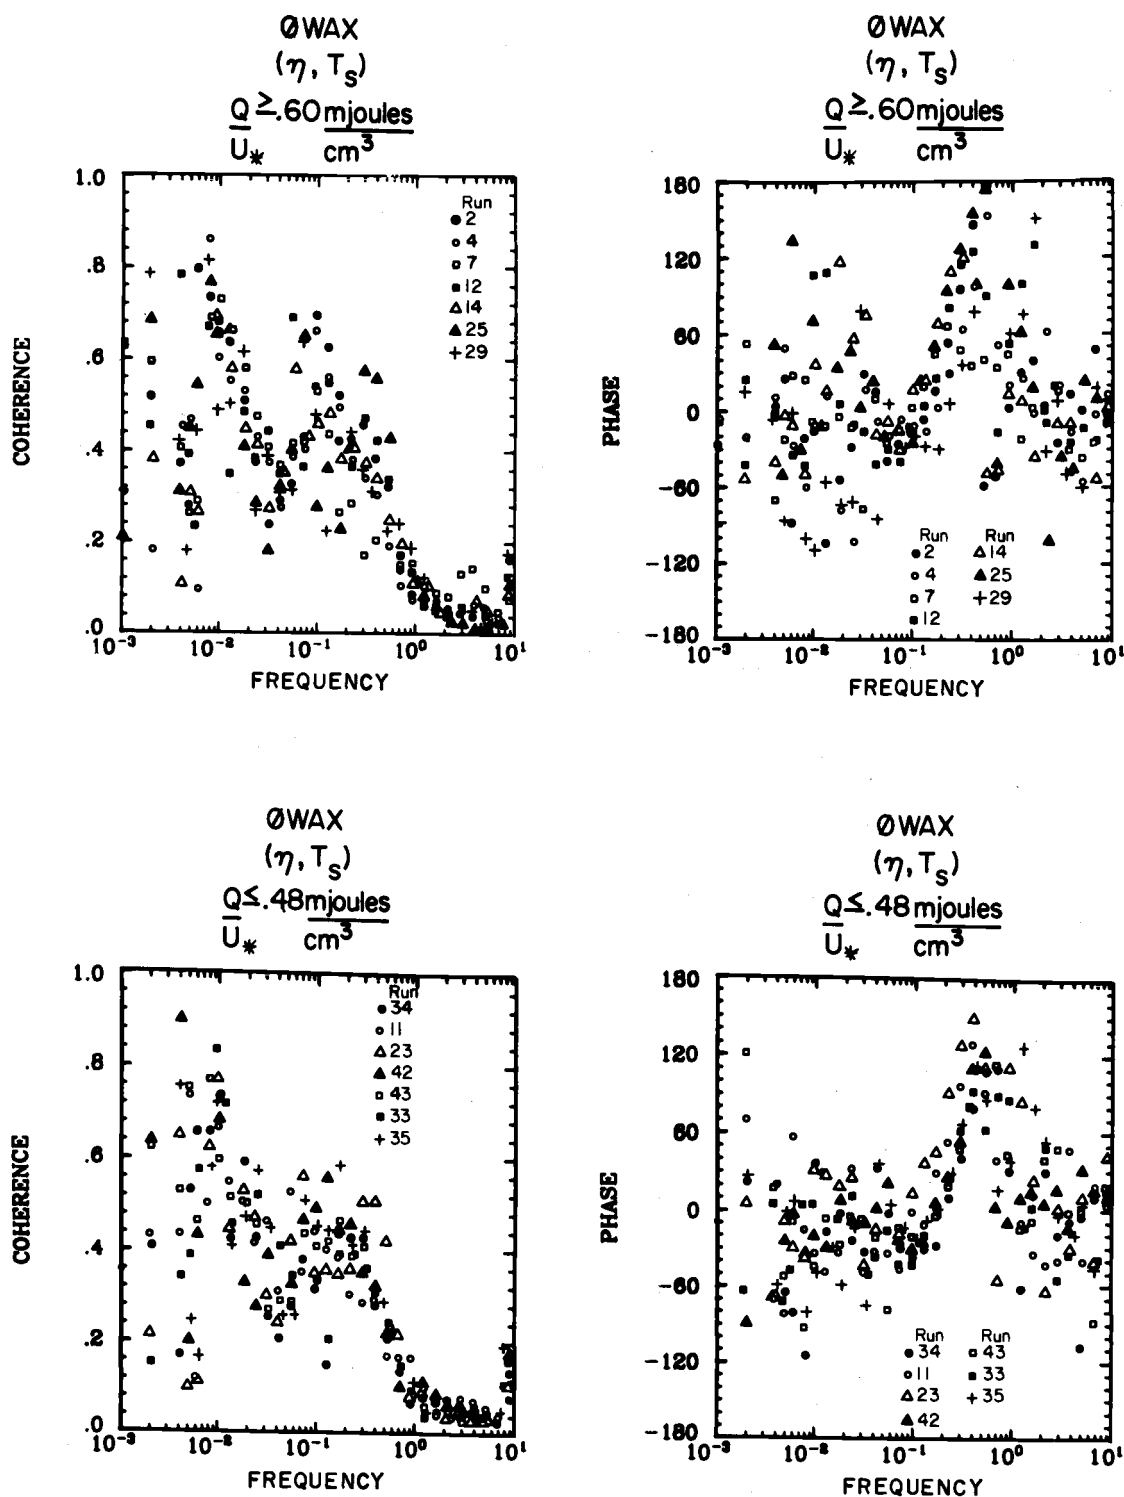 ØWAX
(η, Ts)
Q/U* ≥ .60 mjoules/cm³
COHERENCE
1.0
.8
.6
.4
.2
.0
10⁻³ 10⁻² 10⁻¹ 10⁰ 10¹
FREQUENCY
Run
2
4
7
12
14
25
29
ØWAX
(η, Ts)
Q/U* ≥ .60 mjoules/cm³
PHASE
180
120
60
0
-60
-120
-180
10⁻³ 10⁻² 10⁻¹ 10⁰ 10¹
FREQUENCY
Run Run
2 14
4 25
7 29
12
ØWAX
(η, Ts)
Q/U* ≤ .48 mjoules/cm³
COHERENCE
1.0
.8
.6
.4
.2
.0
10⁻³ 10⁻² 10⁻¹ 10⁰ 10¹
FREQUENCY
Run
34
11
23
42
43
33
35
ØWAX
(η, Ts)
Q/U* ≤ .48 mjoules/cm³
PHASE
180
120
60
0
-60
-120
-180
10⁻³ 10⁻² 10⁻¹ 10⁰ 10¹
FREQUENCY
Run Run
34 43
11 33
23 35
42